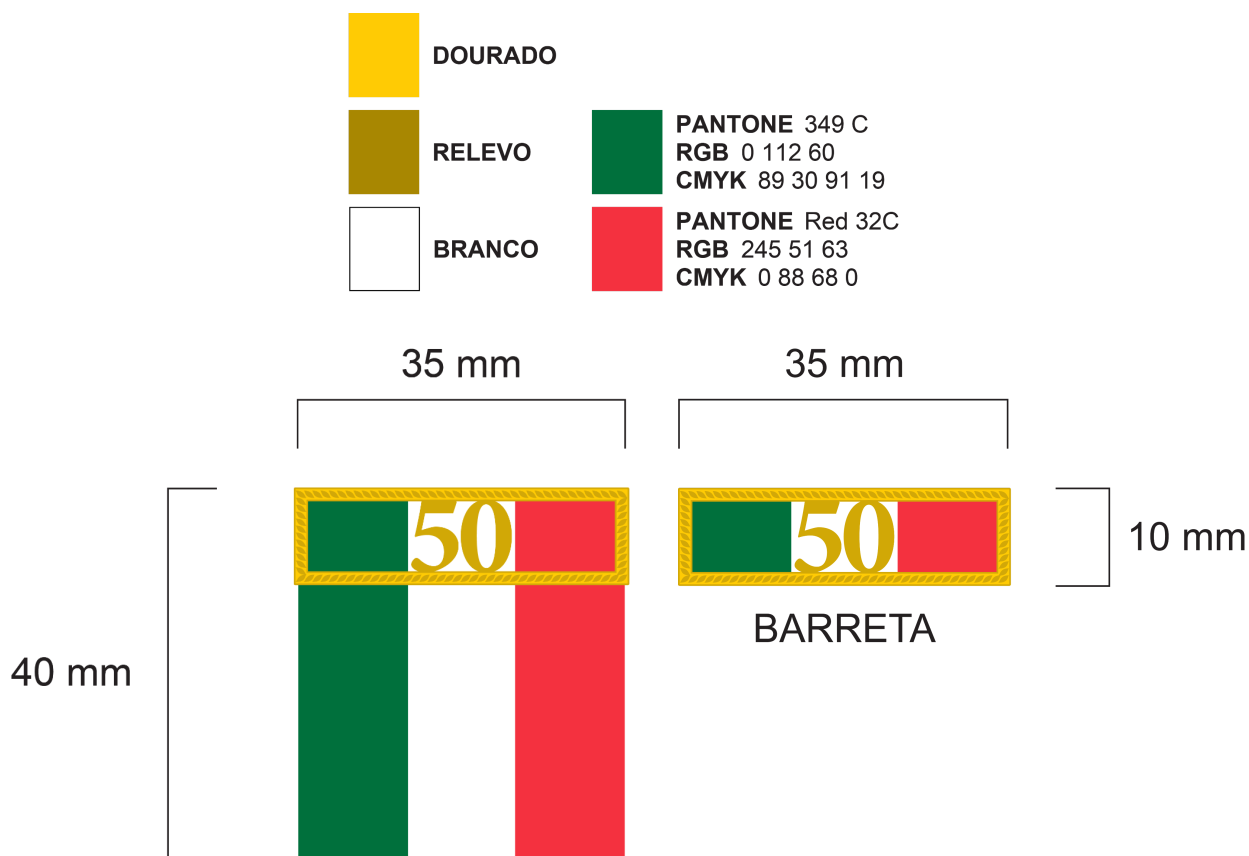 DOURADO
RELEVO
BRANCO
PANTONE 349 C
RGB 0 112 60
CMYK 89 30 91 19
PANTONE Red 32C
RGB 245 51 63
CMYK 0 88 68 0
35 mm
35 mm
50
50
10 mm
BARRETA
40 mm